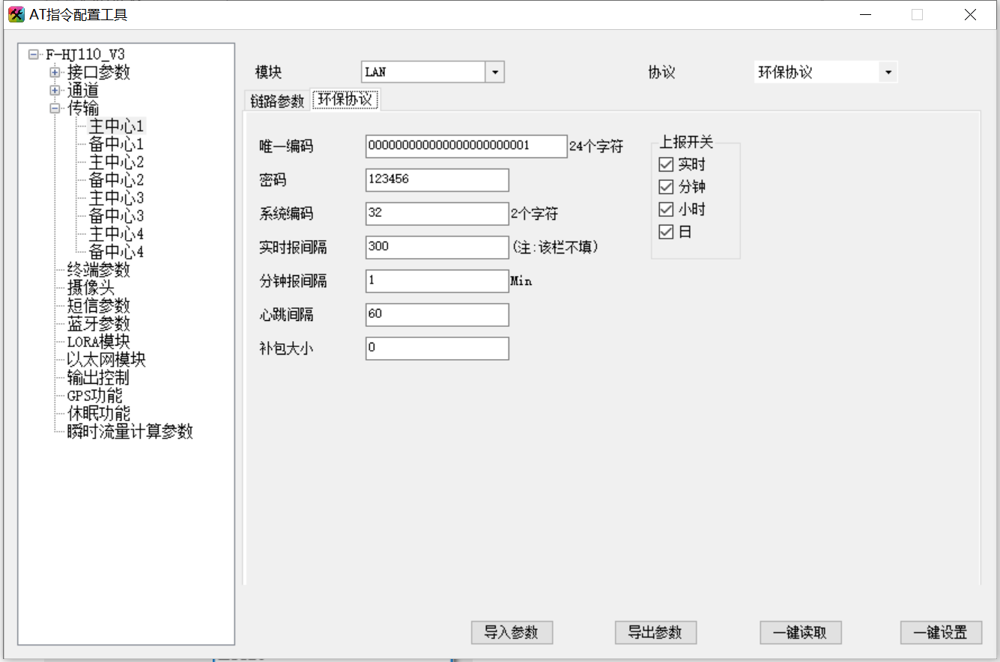 AT指令配置工具
F-HJ110_V3
接口参数
通道
传输
主中心1
备中心1
主中心2
备中心2
主中心3
备中心3
主中心4
备中心4
终端参数
摄像头
短信参数
蓝牙参数
LORA模块
以太网模块
输出控制
GPS功能
休眠功能
瞬时流量计算参数
模块 LAN 协议 环保协议
链路参数 环保协议
唯一编码 000000000000000000000001 24个字符
密码 123456
系统编码 32 2个字符
实时报间隔 300 (注:该栏不填)
分钟报间隔 1 Min
心跳间隔 60
补包大小 0
上报开关
实时
分钟
小时
日
导入参数 导出参数 一键读取 一键设置